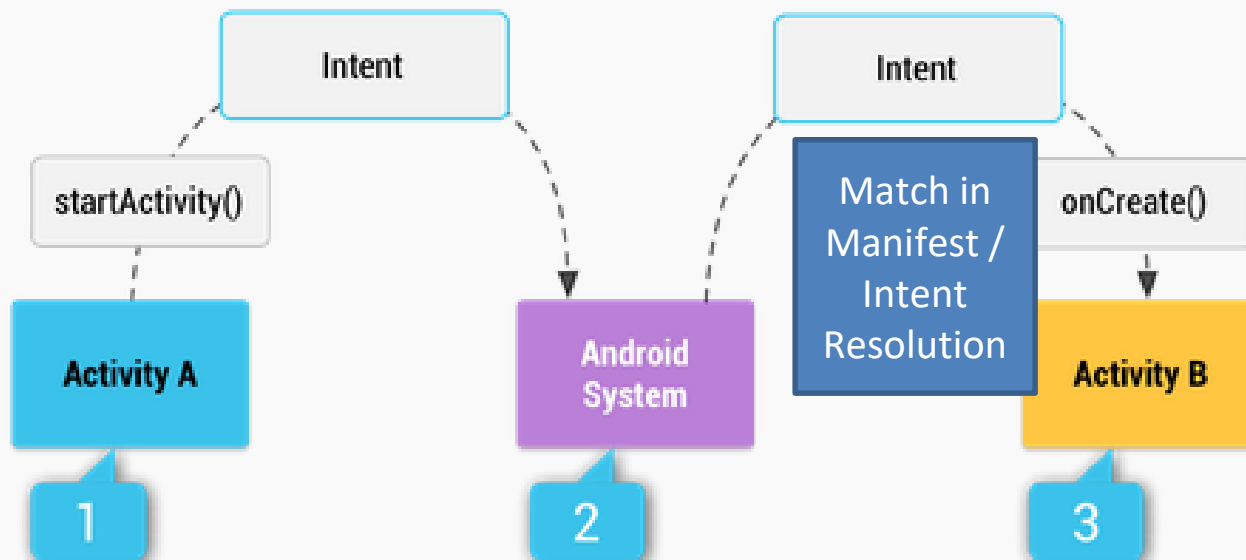 Intent
Intent
startActivity()
Match in
Manifest /
Intent
Resolution
onCreate()
Activity A
Android
System
Activity B
1
2
3